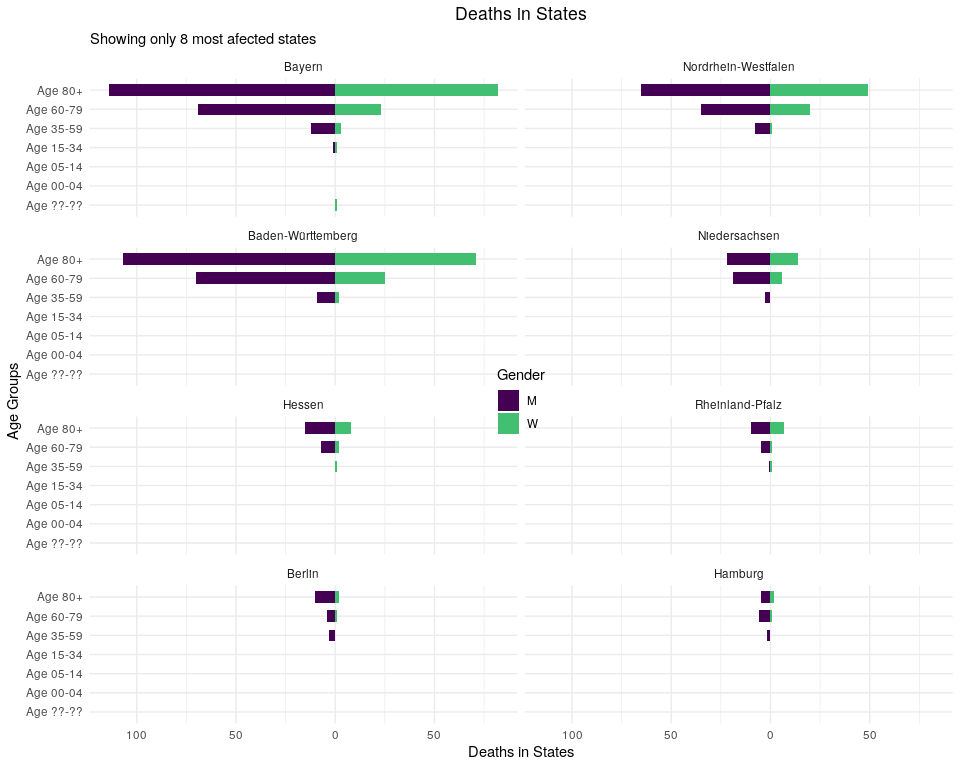 Deaths in States
Showing only 8 most afected states
Bayern
Nordrhein-Westfalen
Age 80+
Age 60-79
Age 35-59
Age 15-34
Age 05-14
Age 00-04
Age ??-??
Baden-Württemberg
Niedersachsen
Age 80+
Age 60-79
Age 35-59
Age 15-34
Age 05-14
Age 00-04
Age ??-??
Age Groups
Gender
M
W
Hessen
Rheinland-Pfalz
Age 80+
Age 60-79
Age 35-59
Age 15-34
Age 05-14
Age 00-04
Age ??-??
Berlin
Hamburg
Age 80+
Age 60-79
Age 35-59
Age 15-34
Age 05-14
Age 00-04
Age ??-??
100 50 0 50 100 50 0 50
Deaths in States